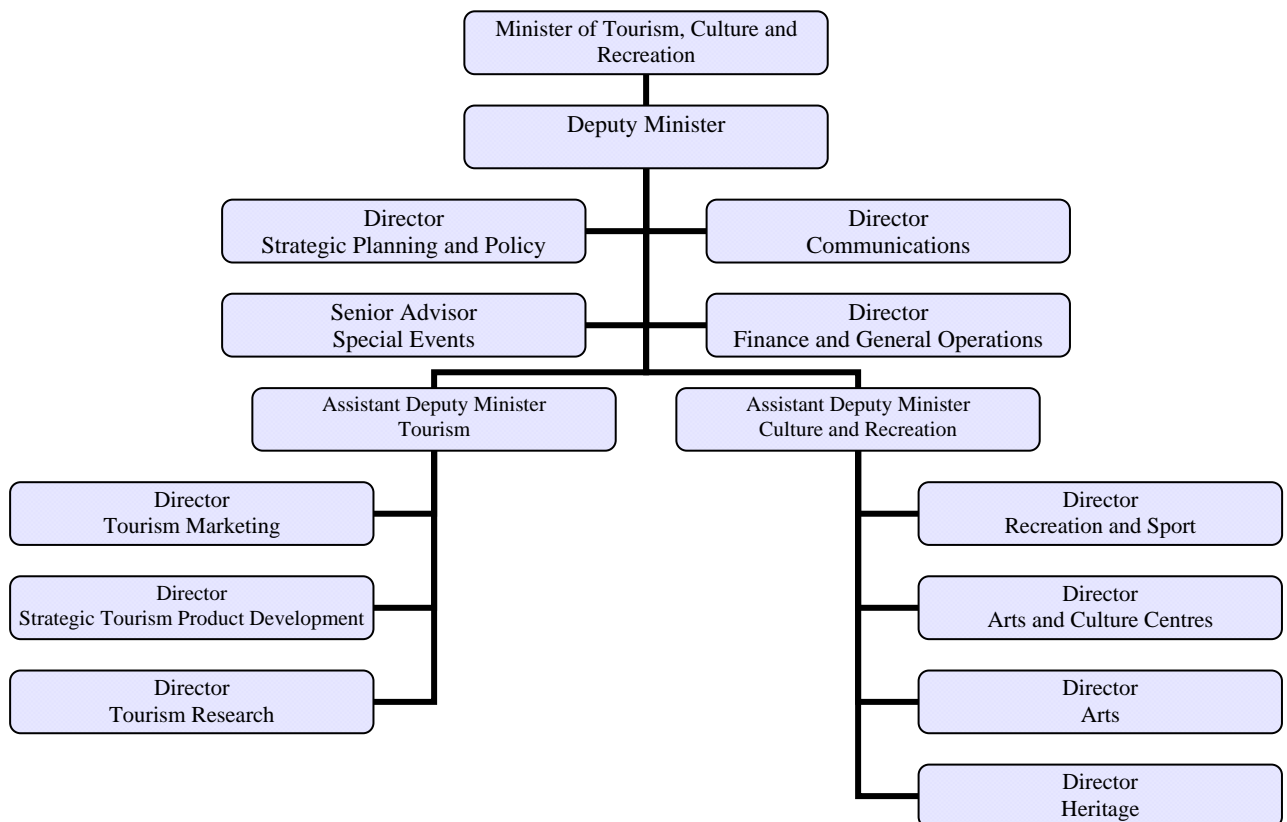 Minister of Tourism, Culture and
Recreation
Deputy Minister
Director
Strategic Planning and Policy
Director
Communications
Senior Advisor
Special Events
Director
Finance and General Operations
Assistant Deputy Minister
Tourism
Assistant Deputy Minister
Culture and Recreation
Director
Tourism Marketing
Director
Recreation and Sport
Director
Strategic Tourism Product Development
Director
Arts and Culture Centres
Director
Tourism Research
Director
Arts
Director
Heritage